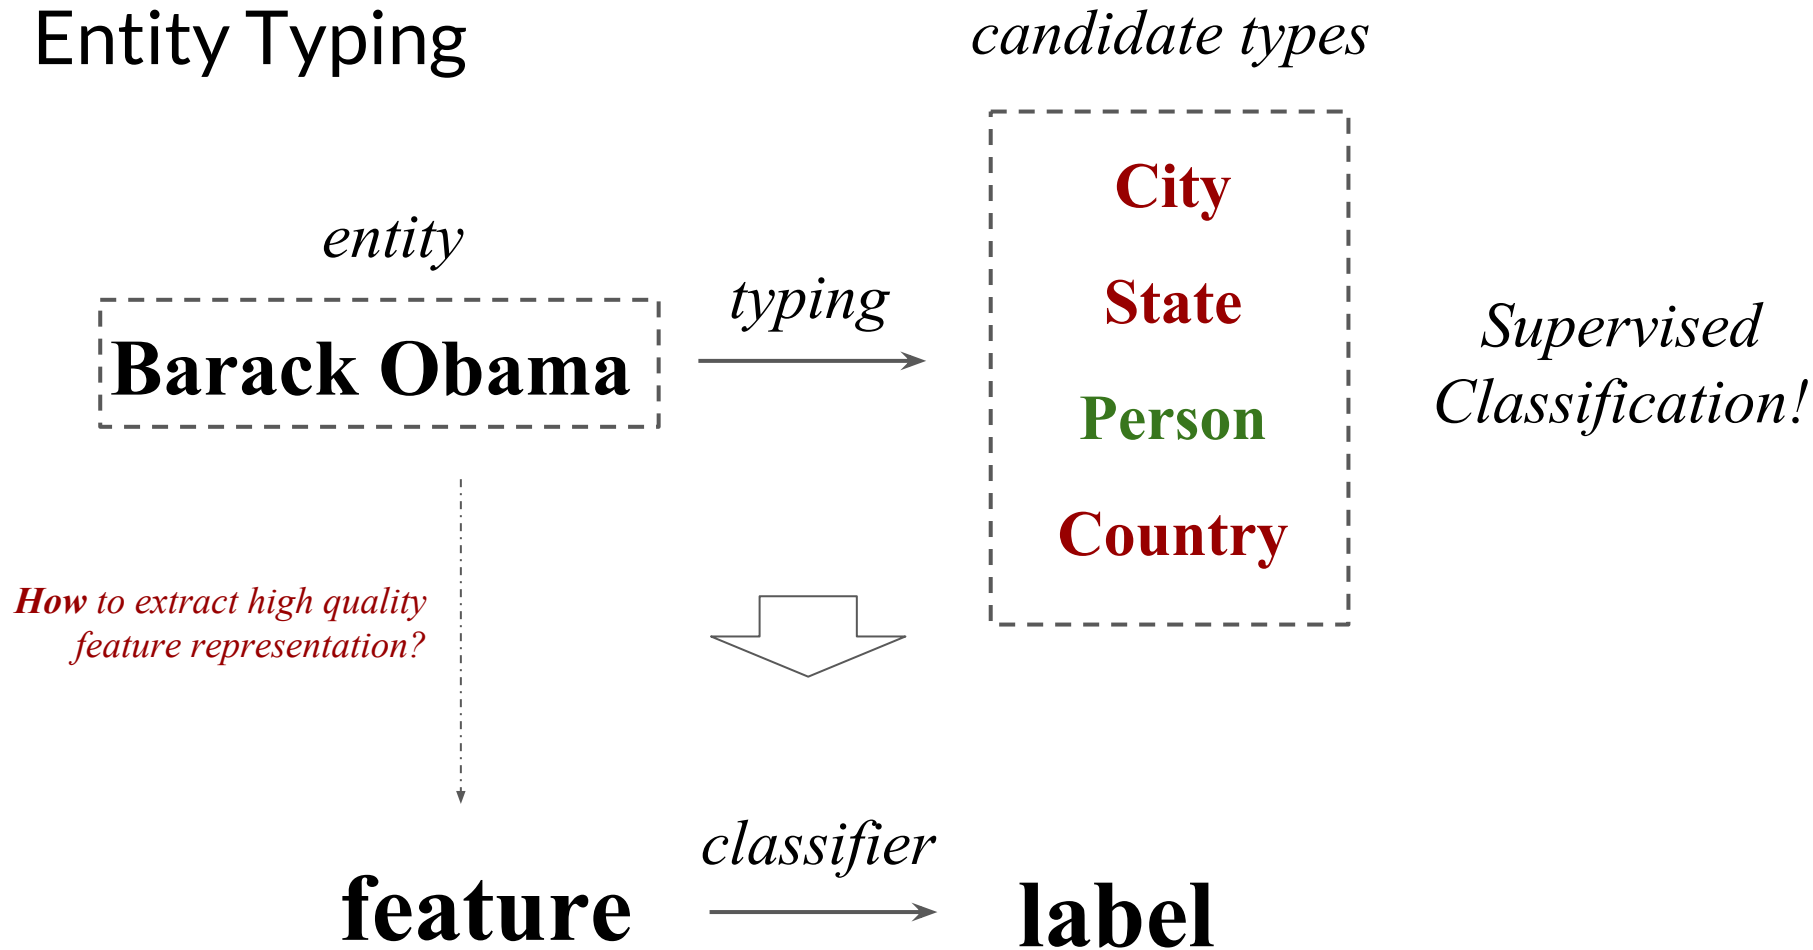 Entity Typing
candidate types
entity
Barack Obama
typing
City
State
Person
Country
Supervised
Classification!
How to extract high quality
feature representation?
feature
classifier
label